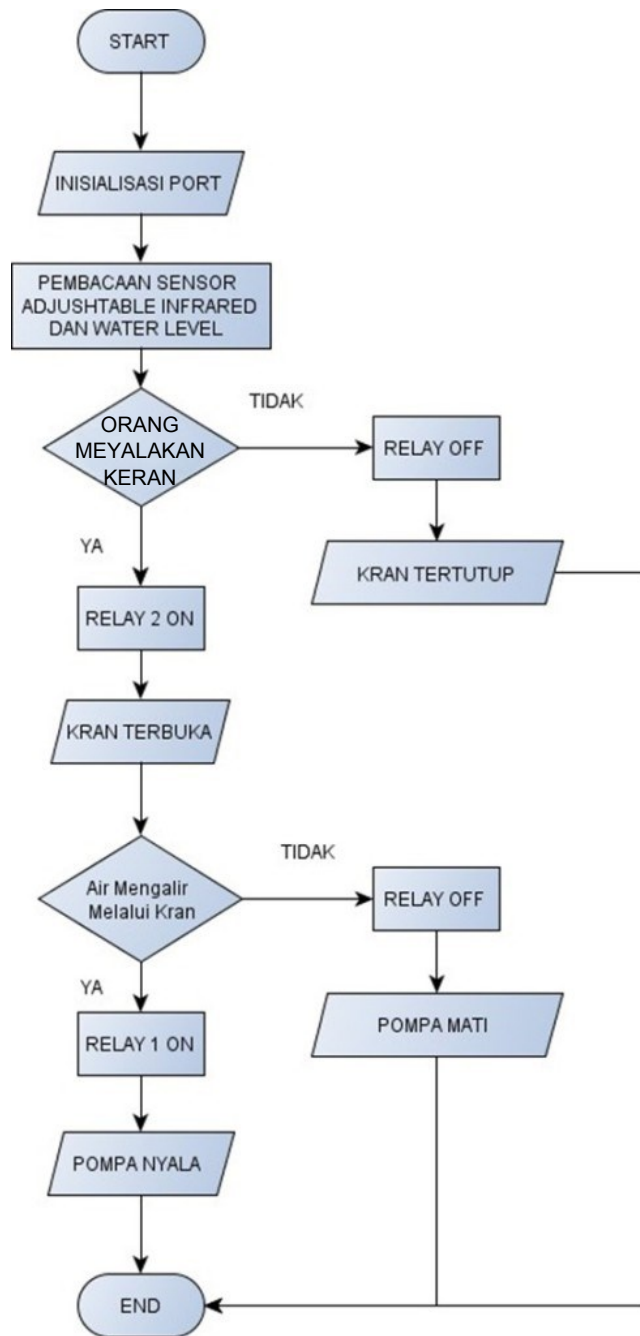 START
INISIALISASI PORT
PEMBACAAN SENSOR
ADJUSHTABLE INFRARED
DAN WATER LEVEL
ORANG
MEYALAKAN
KERAN
TIDAK
RELAY OFF
KRAN TERTUTUP
YA
RELAY 2 ON
KRAN TERBUKA
Air Mengalir
Melalui Kran
TIDAK
RELAY OFF
POMPA MATI
YA
RELAY 1 ON
POMPA NYALA
END